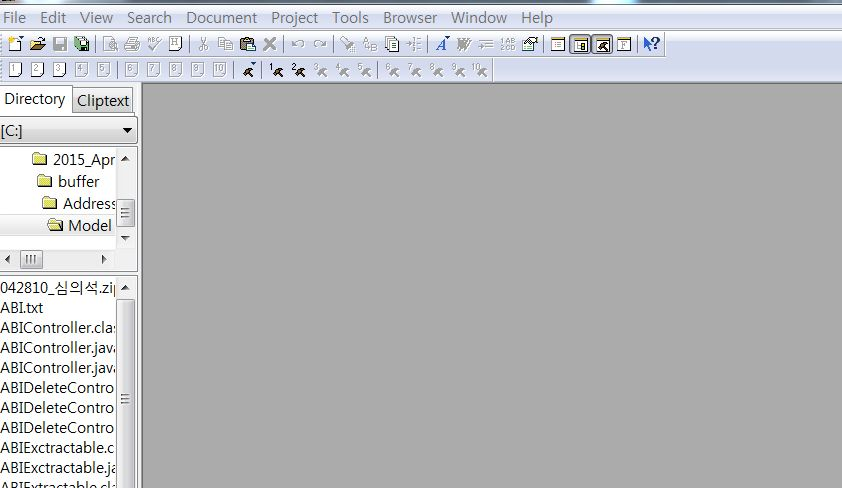 File Edit View Search Document Project Tools Browser Window Help
1 2 3 4 5 6 7 8 9 10 1 2 3 4 5 6 7 8 9 10
Directory Cliptext
[C:]
2015_Apr
buffer
Address
Model
042810_심의석.zip
ABI.txt
ABIController.clas
ABIController.java
ABIController.java
ABIDeleteContro
ABIDeleteContro
ABIDeleteContro
ABIExctractable.c
ABIExctractable.ja
ABIExtractable.cla